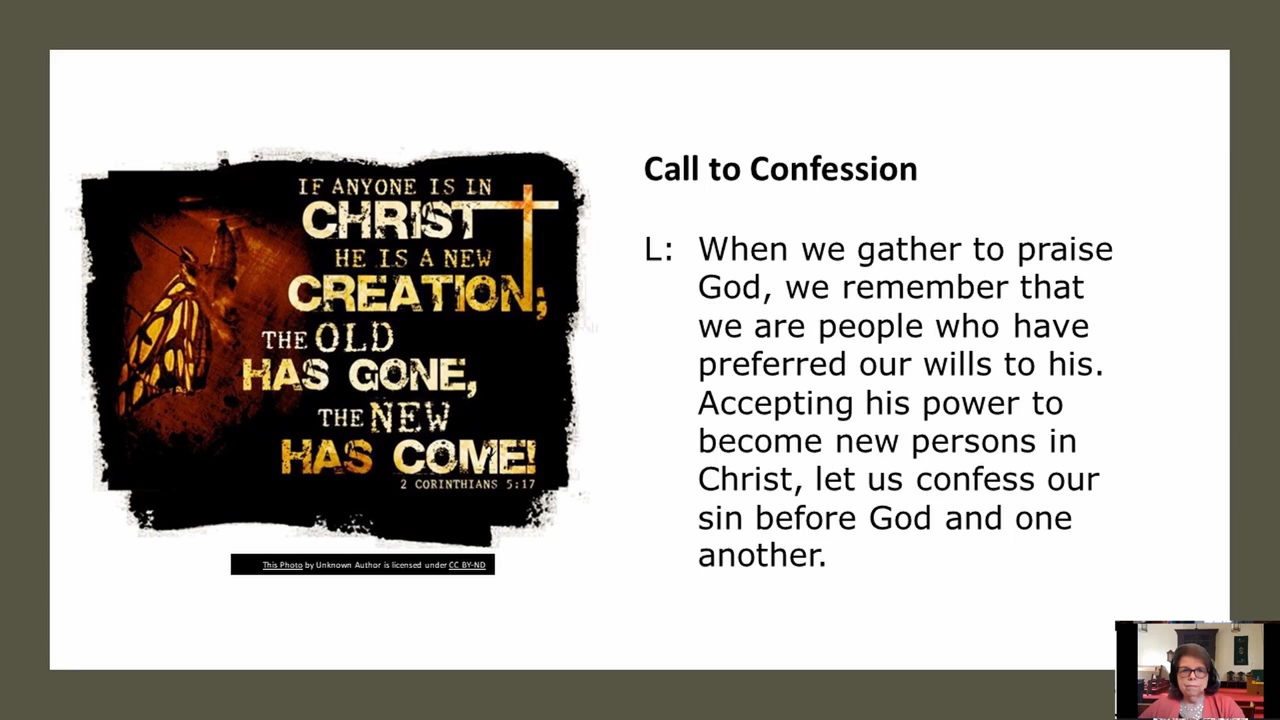 IF ANYONE IS IN
CHRIST
HE IS A NEW
CREATION;
THE OLD
HAS GONE,
THE NEW
HAS COME!
2 CORINTHIANS 5:17
This Photo by Unknown Author is licensed under CC BY-ND
Call to Confession
L: When we gather to praise
God, we remember that
we are people who have
preferred our wills to his.
Accepting his power to
become new persons in
Christ, let us confess our
sin before God and one
another.